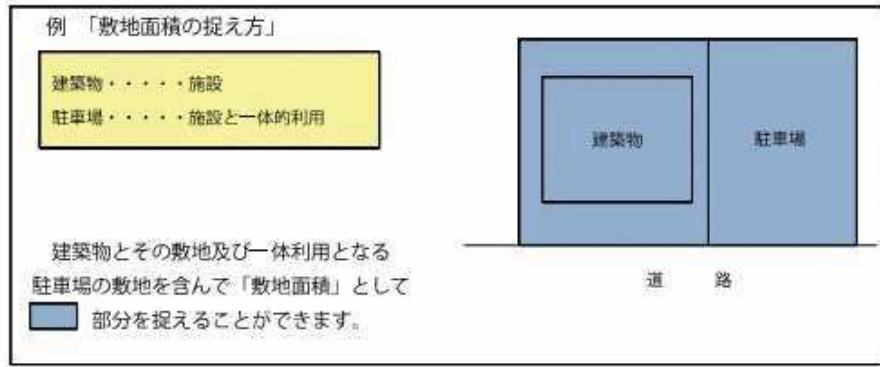 例　「敷地面積の捉え方」
建築物・・・・・施設
駐車場・・・・・施設と一体的利用
建築物
駐車場
建築物とその敷地及び一体利用となる
駐車場の敷地を含んで「敷地面積」として
部分を捉えることができます。
道　　路